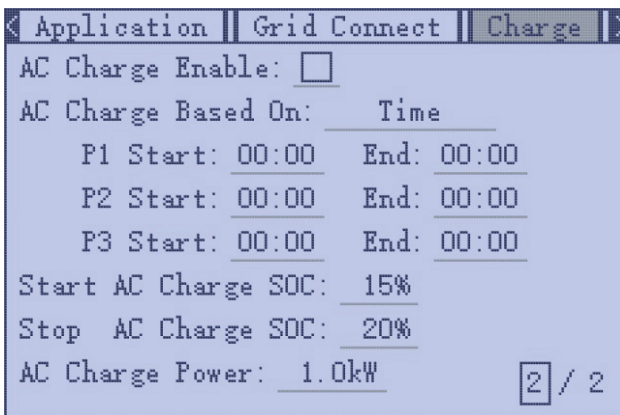 Application Grid Connect Charge
AC Charge Enable:
AC Charge Based On: Time
P1 Start: 00:00 End: 00:00
P2 Start: 00:00 End: 00:00
P3 Start: 00:00 End: 00:00
Start AC Charge SOC: 15%
Stop AC Charge SOC: 20%
AC Charge Power: 1.0kW
2 / 2